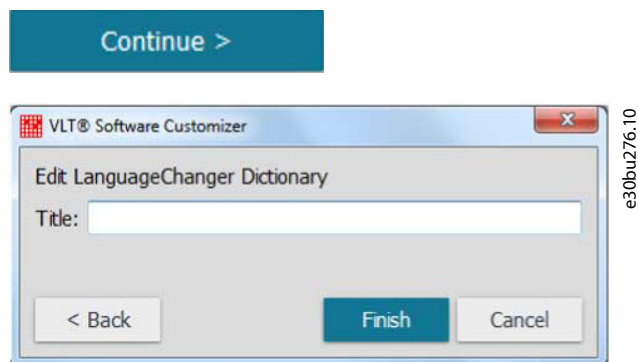 Continue >
VLT® Software Customizer
Edit LanguageChanger Dictionary
Title:
< Back
Finish
Cancel
e30bu276.10